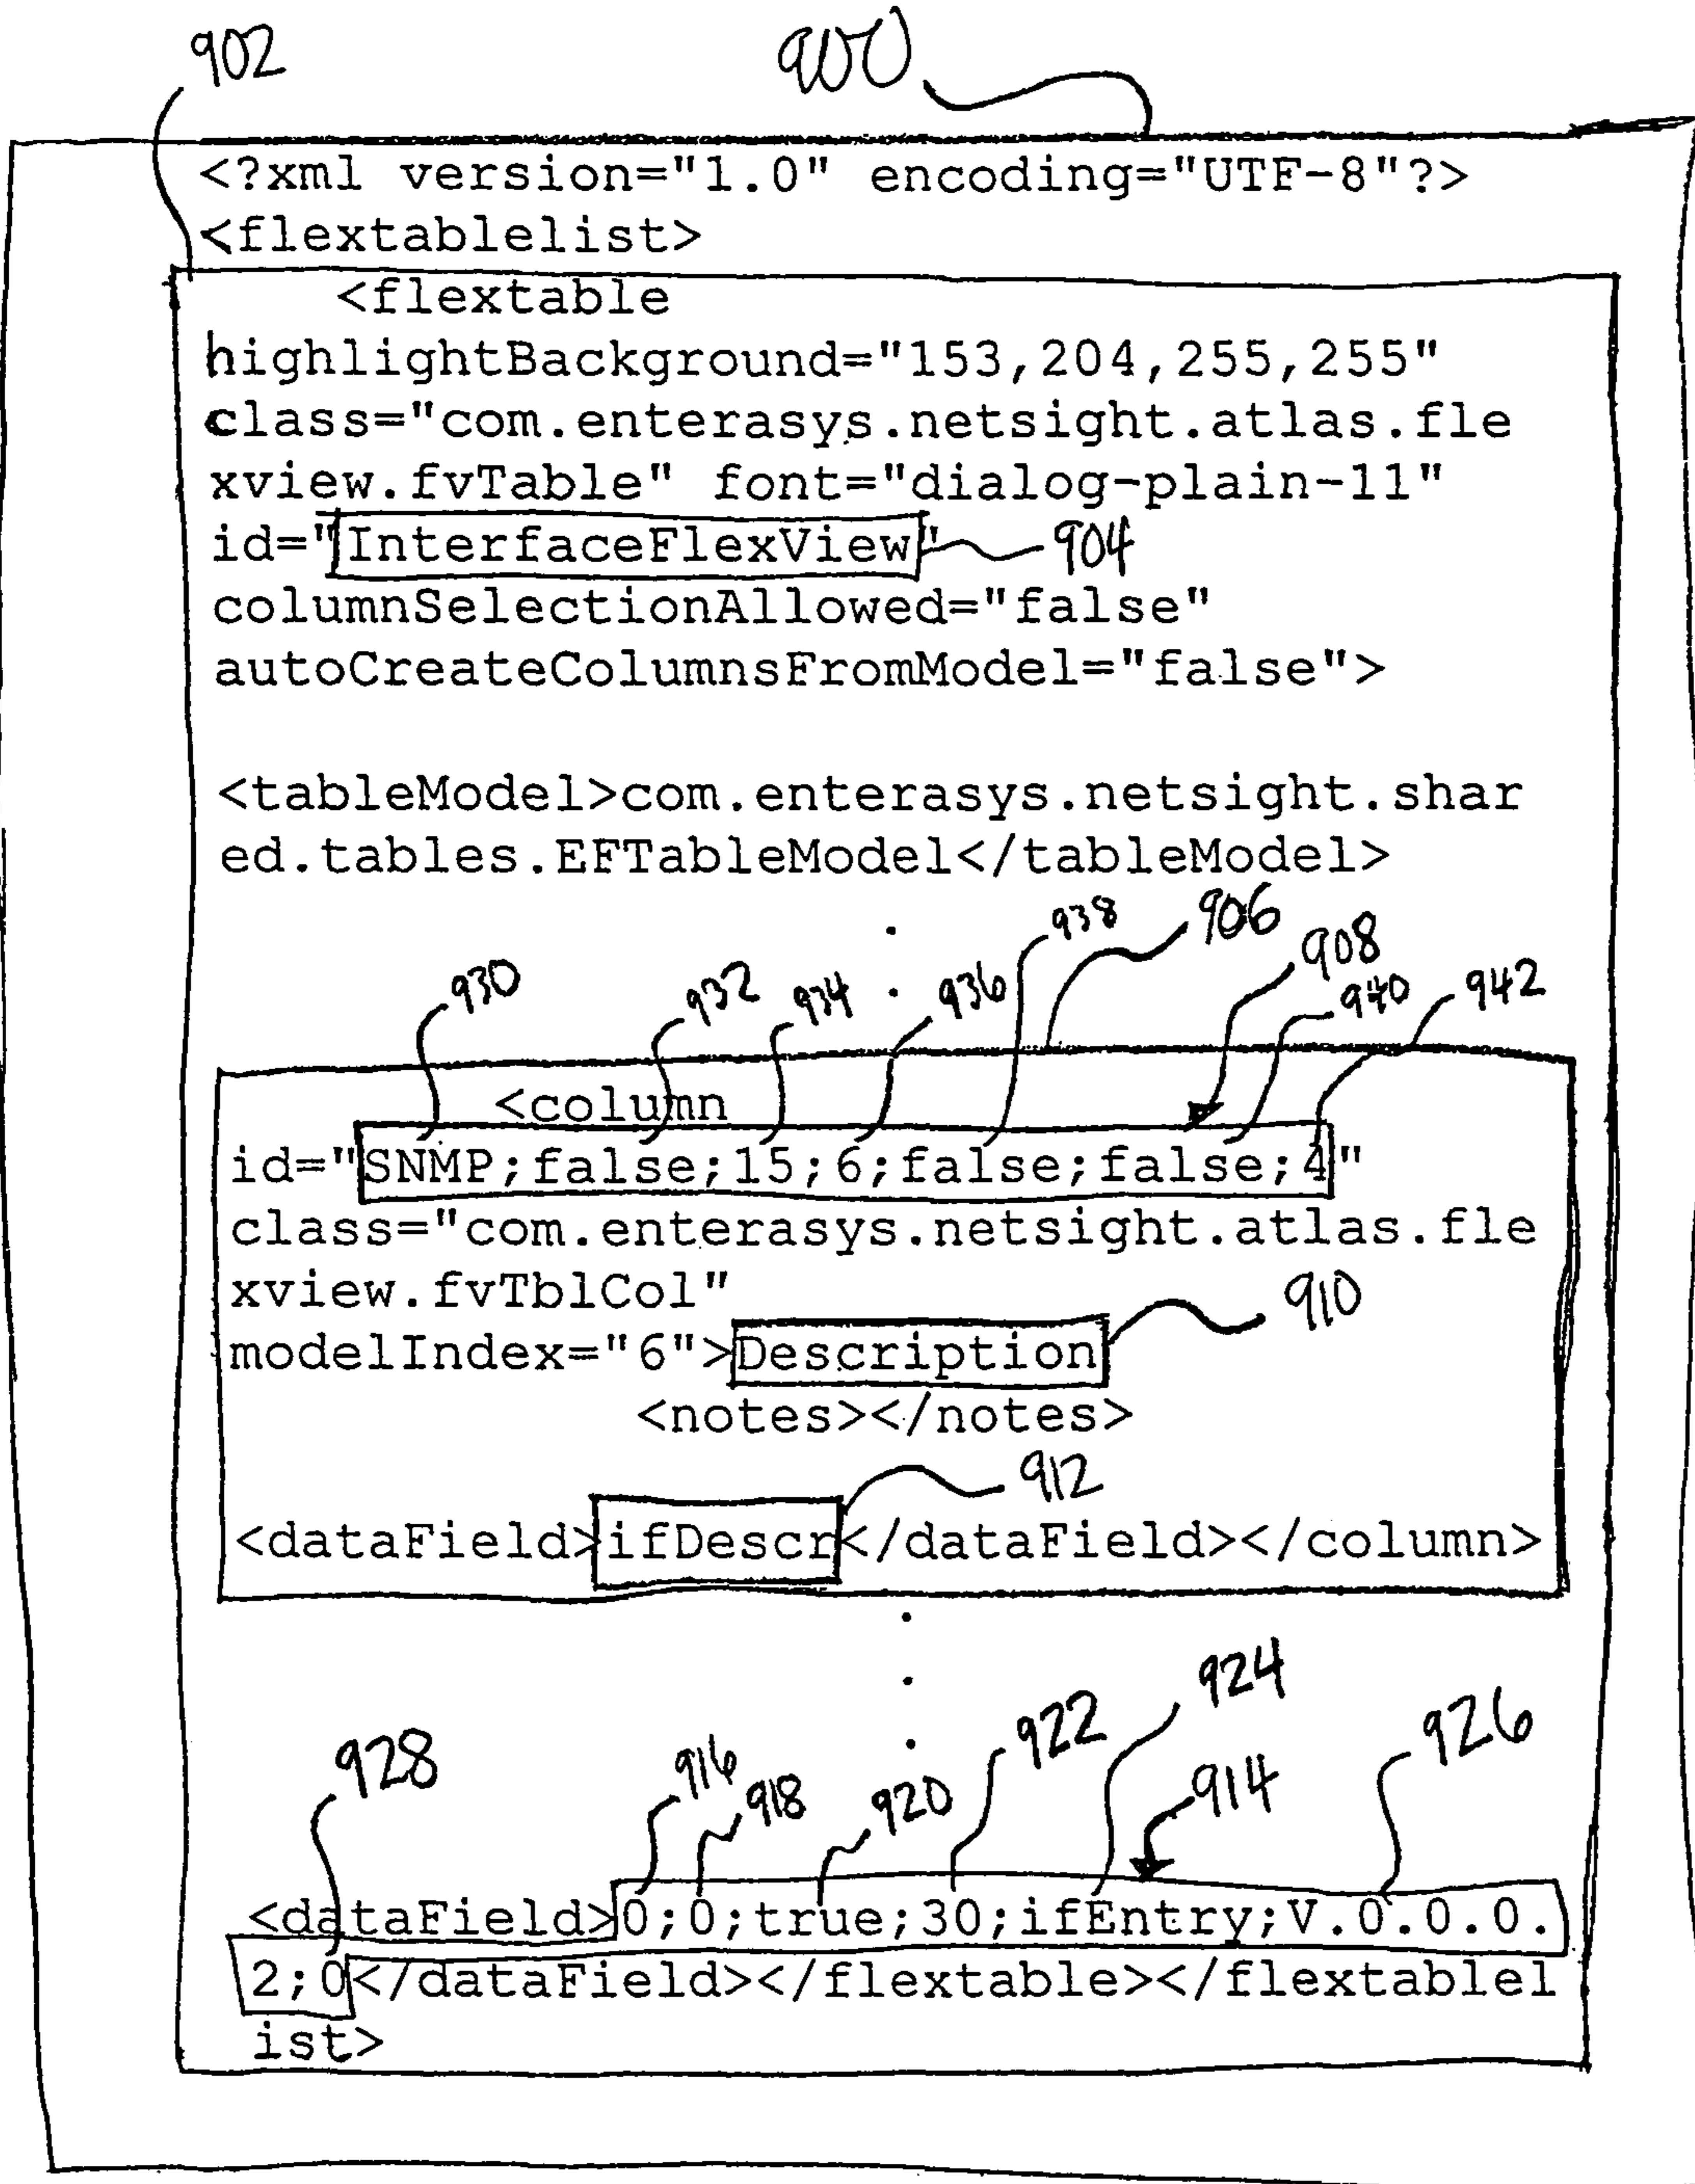 902 900
<?xml version="1.0" encoding="UTF-8"?>
<flextablelist>
<flextable
highlightBackground="153,204,255,255"
class="com.enterasys.netsight.atlas.fle
xview.fvTable" font="dialog-plain-11"
id="InterfaceFlexView" 904
columnSelectionAllowed="false"
autoCreateColumnsFromModel="false">
<tableModel>com.enterasys.netsight.shar
ed.tables.EFTableModel</tableModel>
938 906 908
930 932 934 936 940 942
<column
id="SNMP;false;15;6;false;false;4"
class="com.enterasys.netsight.atlas.fle
xview.fvTblCol" 910
modelIndex="6">Description
<notes></notes>
912
<dataField>ifDescr</dataField></column>
924
928 916 918 920 922 914 926
<dataField>0;0;true;30;ifEntry;V.0.0.0.
2;0</dataField></flextable></flextablel
ist>